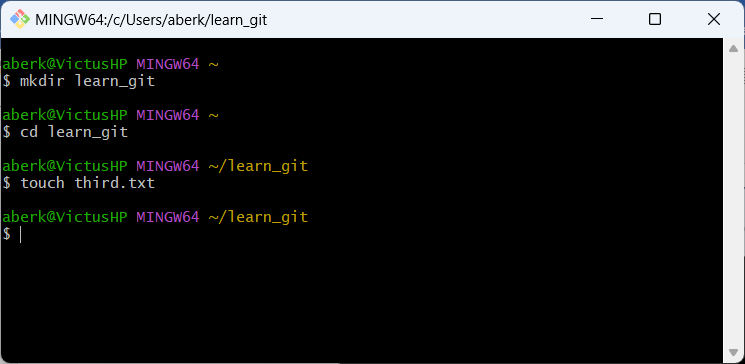 MINGW64:/c/Users/aberk/learn_git
aberk@VictusHP MINGW64 ~
$ mkdir learn_git
aberk@VictusHP MINGW64 ~
$ cd learn_git
aberk@VictusHP MINGW64 ~/learn_git
$ touch third.txt
aberk@VictusHP MINGW64 ~/learn_git
$